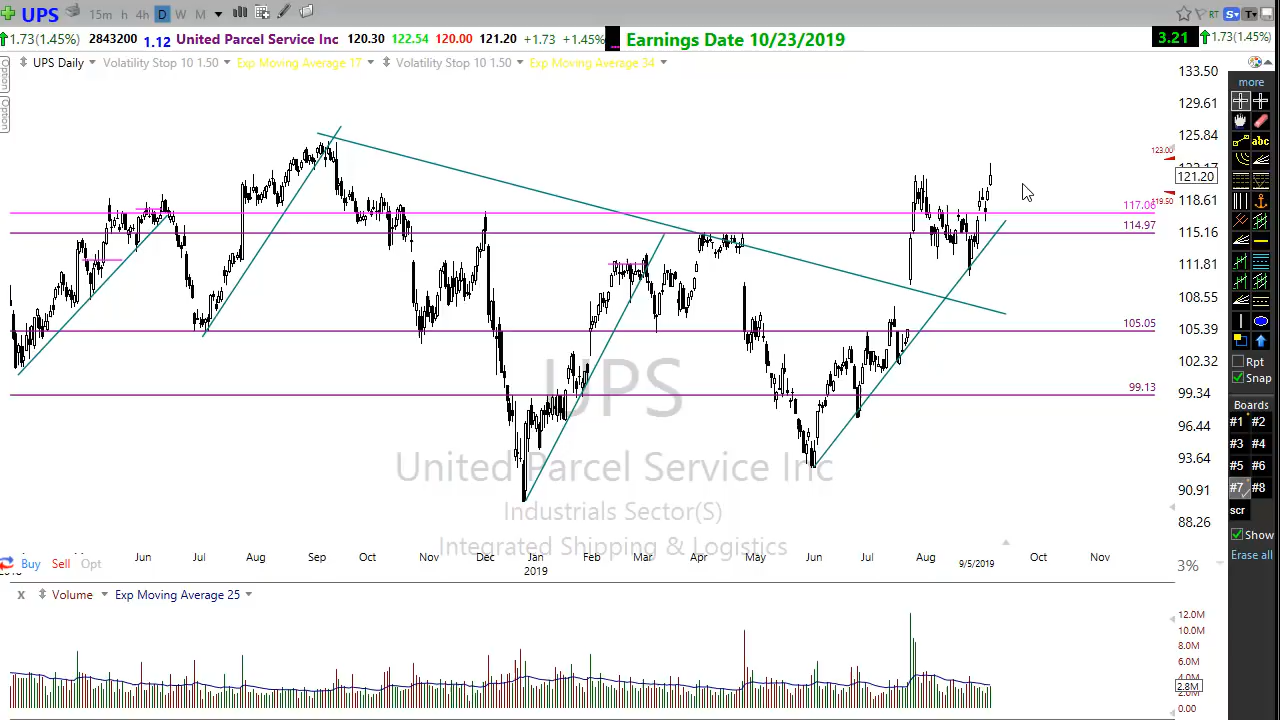 UPS 15m h 4h D W M RT S T
1.73(1.45%) 2843200 1.12 United Parcel Service Inc 120.30 122.54 120.00 121.20 +1.73 +1.45% Earnings Date 10/23/2019 3.21 1.73(1.45%)
UPS Daily Volatility Stop 10 1.50 Exp Moving Average 17 Volatility Stop 10 1.50 Exp Moving Average 34
Option
Option
133.50
129.61
125.84
123.00
121.20
118.61
117.06
114.97
115.16
111.81
108.55
105.05
105.39
102.32
99.13
99.34
96.44
93.64
90.91
88.26
UPS
United Parcel Service Inc
Industrials Sector(S)
Integrated Shipping & Logistics
Jun Jul Aug Sep Oct Nov Dec Jan Feb Mar Apr May Jun Jul Aug 9/5/2019 Oct Nov
2019
Buy Sell Opt
3%
X Volume Exp Moving Average 25
12.0M
10.0M
8.0M
6.0M
4.0M
2.8M
0.00
more
abc
Rpt
Snap
Boards
#1 #2
#3 #4
#5 #6
#7 #8
scr
Show
Erase all